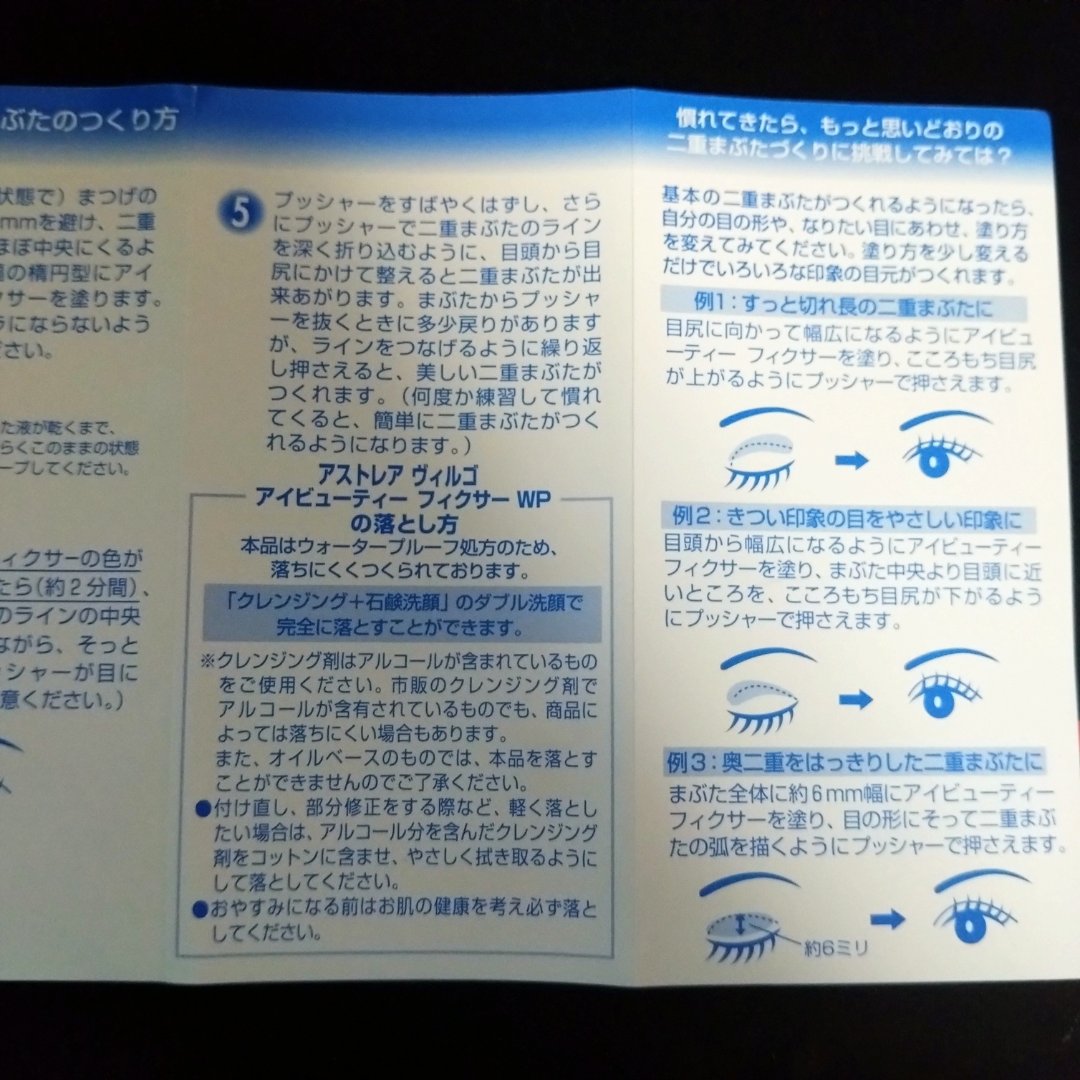 ぶたのつくり方
状態で）まつげの
mmを避け、二重
ほぼ中央にくるよ
の楕円型にアイ
クサーを塗ります。
ラにならないよう
ださい。
た液が乾くまで、
らくこのままの状態
ープしてください。
ィクサーの色が
たら（約2分間）、
のラインの中央
ながら、そっと
ッシャーが目に
意ください。）
5
プッシャーをすばやくはずし、さら
にプッシャーで二重まぶたのライン
を深く折り込むように、目頭から目
尻にかけて整えると二重まぶたが出
来あがります。まぶたからプッシャ
ーを抜くときに多少戻りがあります
が、ラインをつなげるように繰り返
し押さえると、美しい二重まぶたが
つくれます。（何度か練習して慣れ
てくると、簡単に二重まぶたがつく
れるようになります。）
アストレア ヴィルゴ
アイビューティー フィクサー WP
の落とし方
本品はウォータープルーフ処方のため、
落ちにくくつくられております。
「クレンジング+石鹸洗顔」のダブル洗顔で
完全に落とすことができます。
※クレンジング剤はアルコールが含まれているもの
をご使用ください。市販のクレンジング剤で
アルコールが含有されているものでも、商品に
よっては落ちにくい場合もあります。
また、オイルベースのものでは、本品を落とす
ことができませんのでご了承ください。
●付け直し、部分修正をする際など、軽く落とし
たい場合は、アルコール分を含んだクレンジング
剤をコットンに含ませ、やさしく拭き取るように
して落としてください。
●おやすみになる前はお肌の健康を考え必ず落と
してください。
慣れてきたら、もっと思いどおりの
二重まぶたづくりに挑戦してみては？
基本の二重まぶたがつくれるようになったら、
自分の目の形や、なりたい目にあわせ、塗り方
を変えてみてください。塗り方を少し変える
だけでいろいろな印象の目元がつくれます。
例1：すっと切れ長の二重まぶたに
目尻に向かって幅広になるようにアイビュ
ーティー フィクサーを塗り、こころもち目尻
が上がるようにプッシャーで押さえます。
例2：きつい印象の目をやさしい印象に
目頭から幅広になるようにアイビューティー
フィクサーを塗り、まぶた中央より目頭に近
いところを、こころもち目尻が下がるよう
にプッシャーで押さえます。
例3：奥二重をはっきりした二重まぶたに
まぶた全体に約6mm幅にアイビューティー
フィクサーを塗り、目の形にそって二重まぶ
たの弧を描くようにプッシャーで押さえます。
約6ミリ